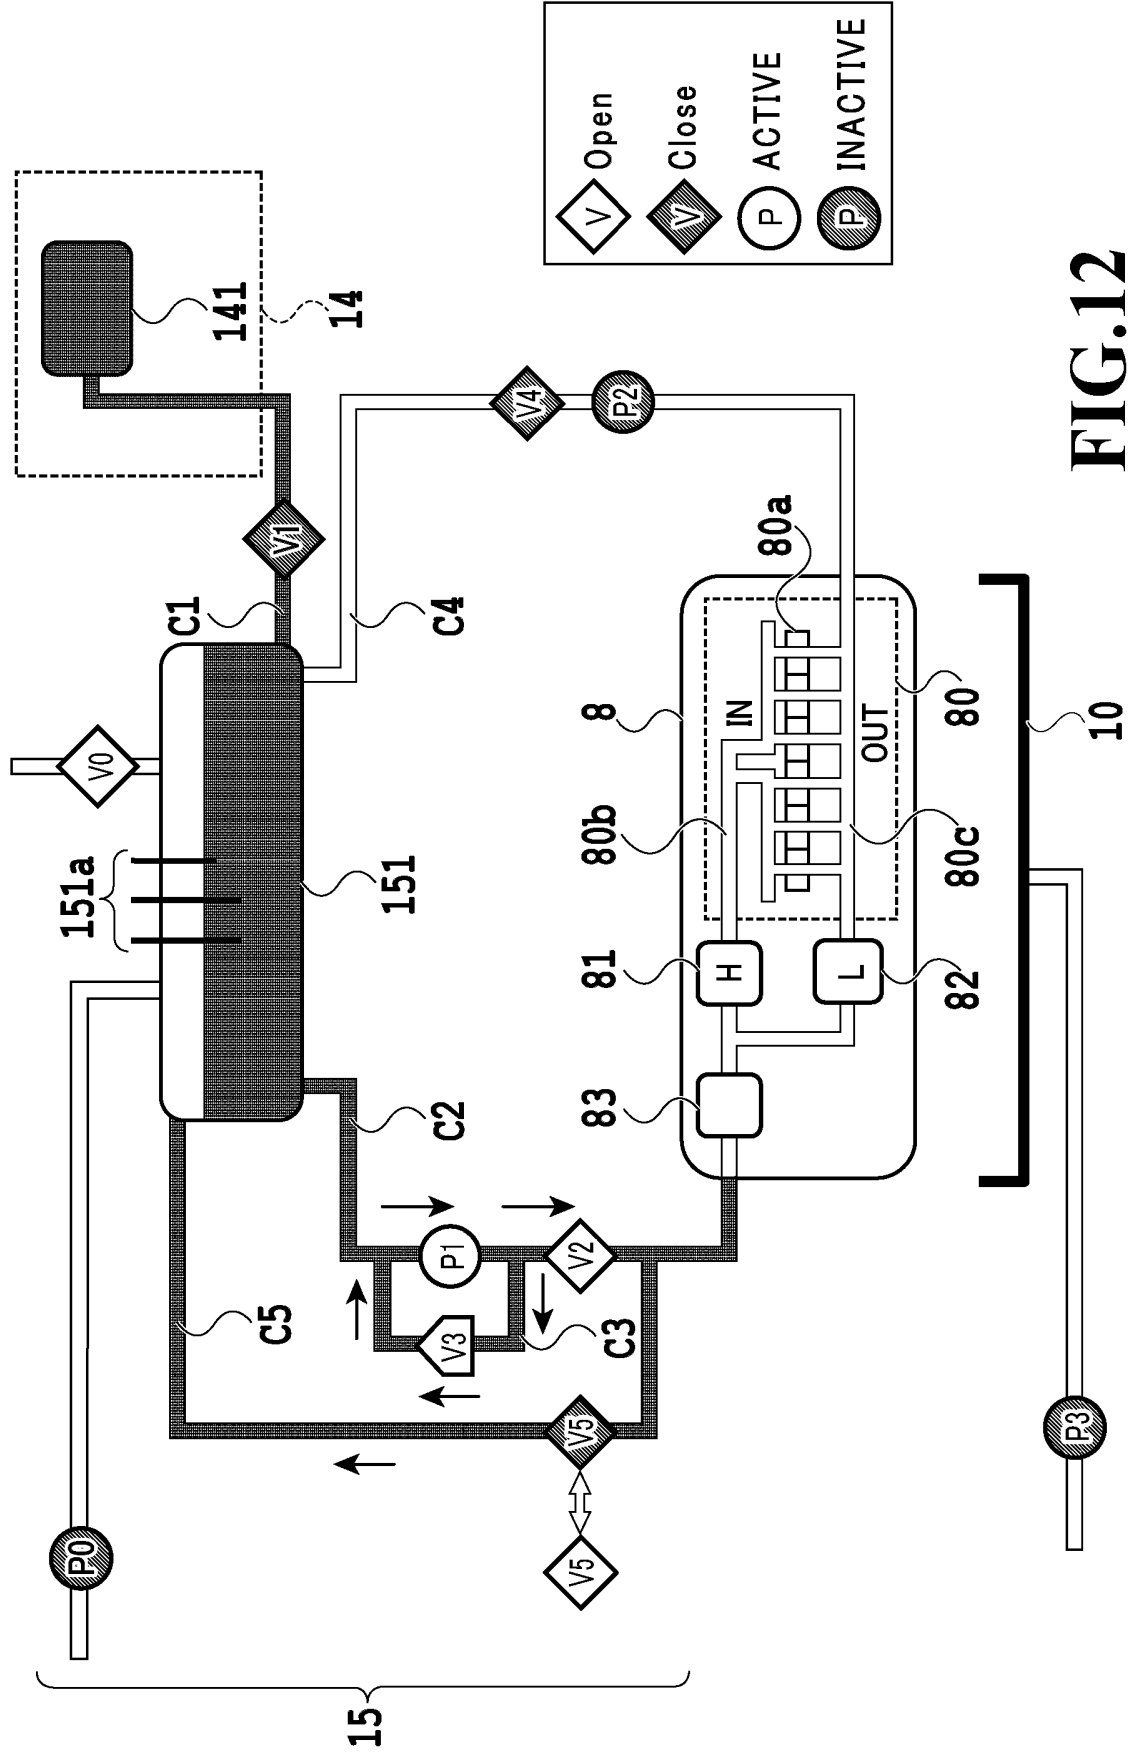 15
P0
V5
V5
C5
V3
C3
P1
V2
C2
151a
151
V0
C1
V1
141
14
C4
V4
P2
8
83
81
H
82
L
80b
80c
IN
OUT
80
80a
10
P3
V Open
V Close
P ACTIVE
P INACTIVE
FIG.12